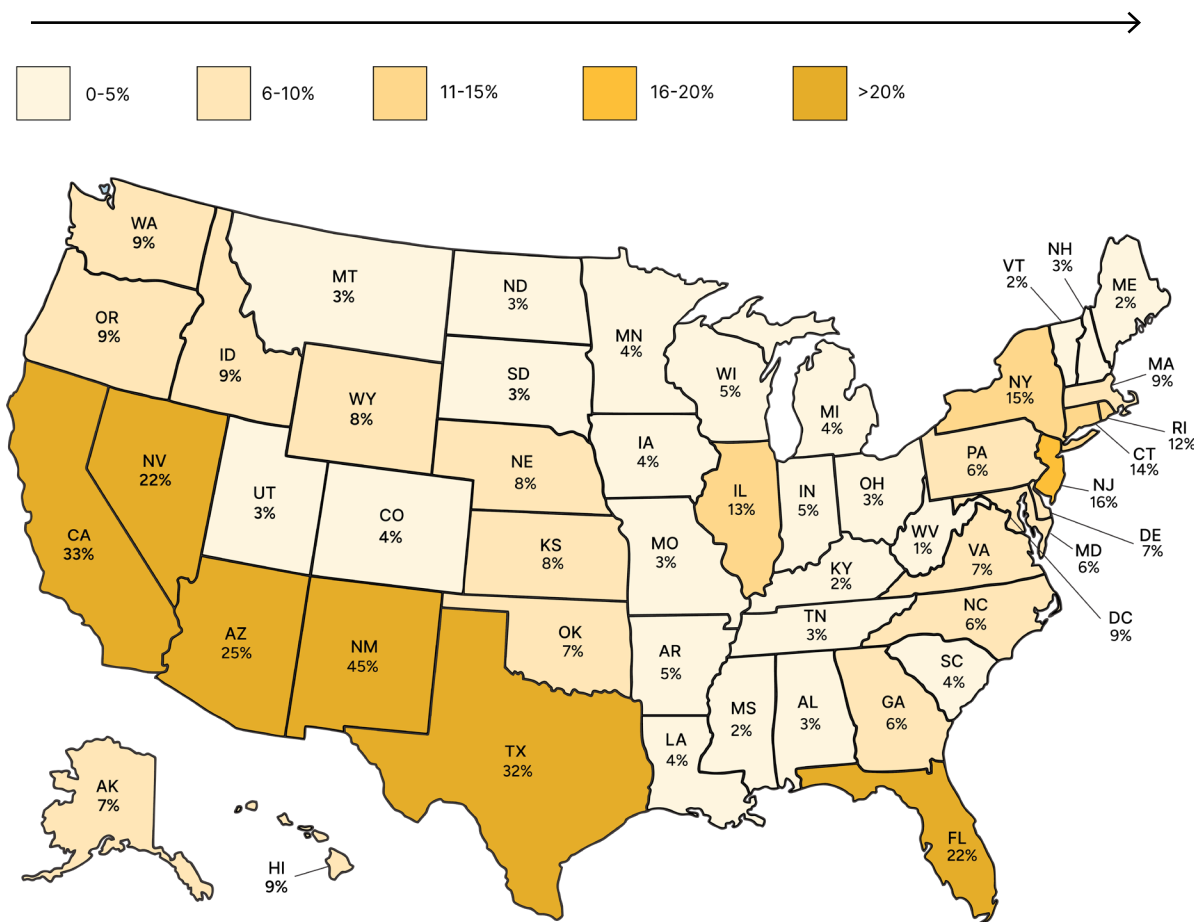 0-5%
6-10%
11-15%
16-20%
>20%
WA
9%
OR
9%
ID
9%
MT
3%
ND
3%
MN
4%
SD
3%
WY
8%
WI
5%
MI
4%
VT
2%
NH
3%
ME
2%
NY
15%
MA
9%
RI
12%
CT
14%
PA
6%
NJ
16%
NV
22%
UT
3%
CO
4%
NE
8%
IA
4%
IL
13%
IN
5%
OH
3%
WV
1%
VA
7%
DE
7%
MD
6%
DC
9%
CA
33%
KS
8%
MO
3%
KY
2%
NC
6%
TN
3%
AZ
25%
NM
45%
OK
7%
AR
5%
SC
4%
MS
2%
AL
3%
GA
6%
TX
32%
LA
4%
FL
22%
AK
7%
HI
9%